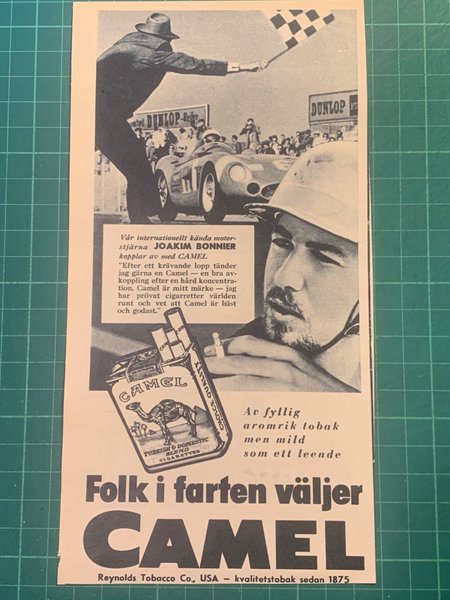 DUNLOP
DUNLOP
Vår internationellt kända motor-
stjärna JOAKIM BONNIER
kopplar av med CAMEL
"Efter ett krävande lopp tänder
jag gärna en Camel — en bra av-
koppling efter en hård koncentra-
tion. Camel är mitt märke — jag
har prövat cigarretter världen
runt och vet att Camel är bäst
och godast."
CAMEL
CHOICE QUALITY
TURKISH & DOMESTIC
BLEND
CIGARETTES
Av fyllig
aromrik tobak
men mild
som ett leende
Folk i farten väljer
CAMEL
Reynolds Tobacco Co., USA – kvalitetstobak sedan 1875